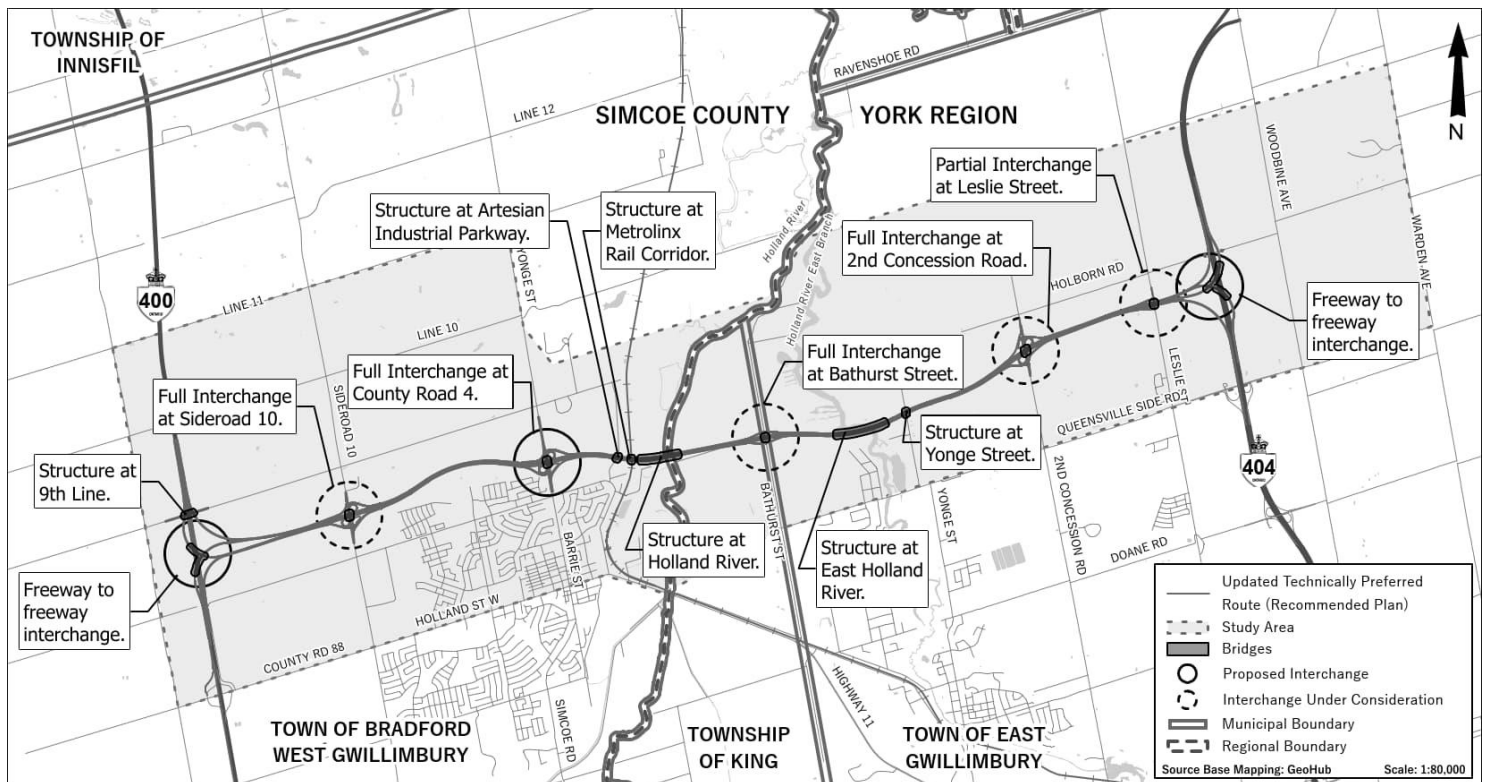 TOWNSHIP OF
INNISFIL
RAVENSHOE RD
LINE 12
SIMCOE COUNTY
YORK REGION
WOODBINE AVE
N
Partial Interchange
at Leslie Street.
Structure at Artesian
Industrial Parkway.
Structure at
Metrolinx
Rail Corridor.
Holland River
Holland River East Branch
Full Interchange at
2nd Concession Road.
WARDEN AVE
YONGE ST
HOLBORN RD
400
ONTARIO
LINE 11
LINE 10
Freeway to
freeway
interchange.
Full Interchange at
County Road 4.
Full Interchange
at Bathurst Street.
SIDEROAD 10
Full Interchange
at Sideroad 10.
LESLIE ST
QUEENSVILLE SIDE RD
Structure at
Yonge Street.
404
ONTARIO
Structure at
9th Line.
2ND CONCESSION RD
BATHURST ST
YONGE ST
Structure at
Holland River.
Structure at
East Holland
River.
BARRIE ST
DOANE RD
Freeway to
freeway
interchange.
HOLLAND ST W
COUNTY RD 88
HIGHWAY 11
SIMCOE RD
TOWN OF BRADFORD
WEST GWILLIMBURY
TOWNSHIP
OF KING
TOWN OF EAST
GWILLIMBURY
Updated Technically Preferred
Route (Recommended Plan)
Study Area
Bridges
Proposed Interchange
Interchange Under Consideration
Municipal Boundary
Regional Boundary
Source Base Mapping: GeoHub Scale: 1:80,000